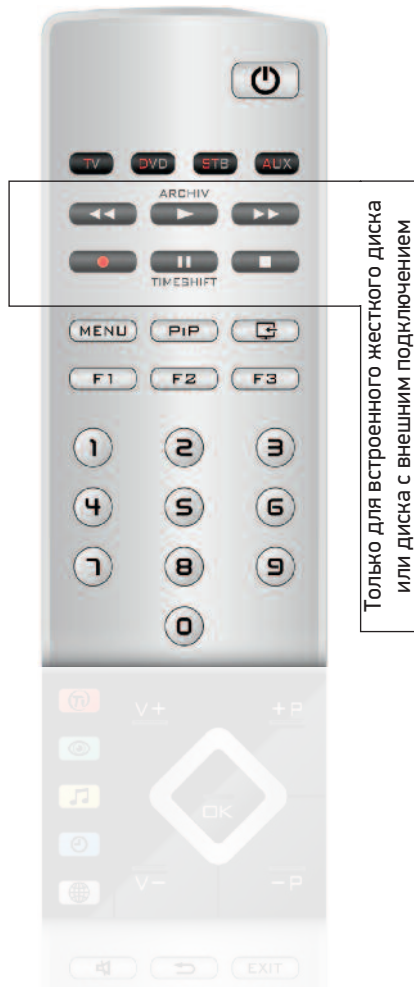 TV DVD STB AUX
ARCHIV
TIMESHIFT
MENU PiP
F1 F2 F3
1 2 3
4 5 6
7 8 9
0
V+ +P
OK
V− −P
EXIT
Только для встроенного жесткого диска
или диска с внешним подключением